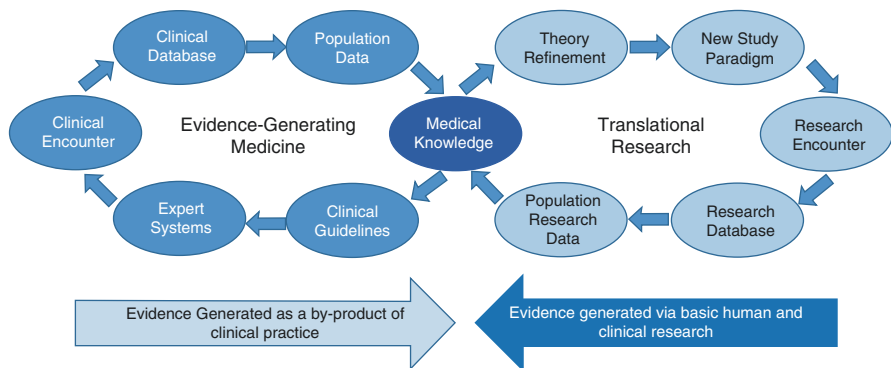 Clinical
Database
Population
Data
Theory
Refinement
New Study
Paradigm
Clinical
Encounter
Evidence-Generating
Medicine
Medical
Knowledge
Translational
Research
Research
Encounter
Expert
Systems
Clinical
Guidelines
Population
Research
Data
Research
Database
Evidence Generated as a by-product of
clinical practice
Evidence generated via basic human and
clinical research